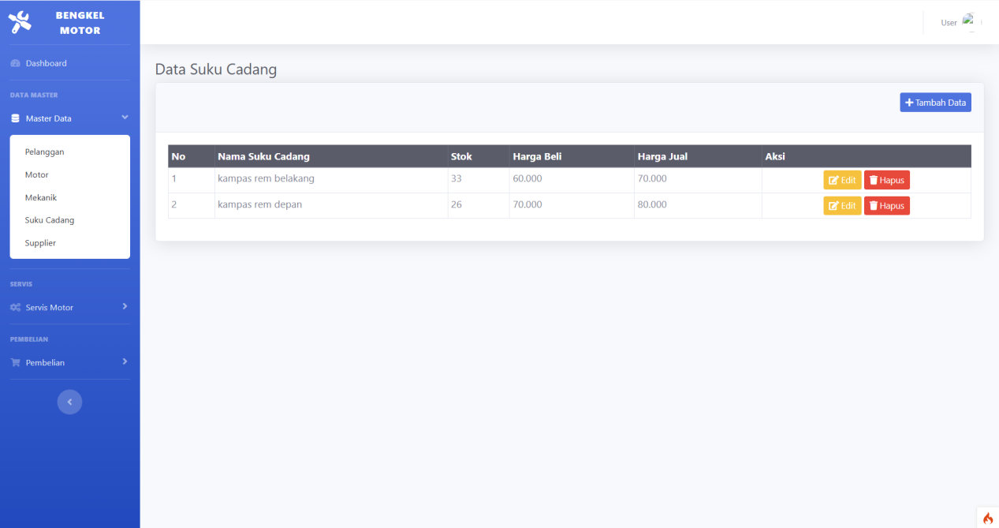 BENGKEL
MOTOR
User
Dashboard
DATA MASTER
Master Data
Pelanggan
Motor
Mekanik
Suku Cadang
Supplier
SERVIS
Servis Motor
PEMBELIAN
Pembelian
Data Suku Cadang
Tambah Data
No Nama Suku Cadang Stok Harga Beli Harga Jual Aksi
1 kampas rem belakang 33 60.000 70.000 Edit Hapus
2 kampas rem depan 26 70.000 80.000 Edit Hapus